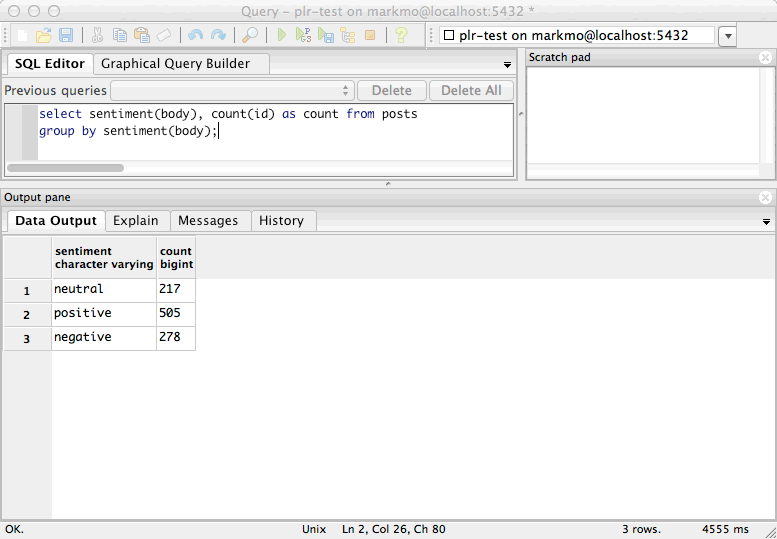 Query – plr-test on markmo@localhost:5432 *
plr-test on markmo@localhost:5432
SQL Editor Graphical Query Builder
Scratch pad
Previous queries Delete Delete All
select sentiment(body), count(id) as count from posts
group by sentiment(body);
Output pane
Data Output Explain Messages History
sentiment count
character varying bigint
1 neutral 217
2 positive 505
3 negative 278
OK. Unix Ln 2, Col 26, Ch 80 3 rows. 4555 ms